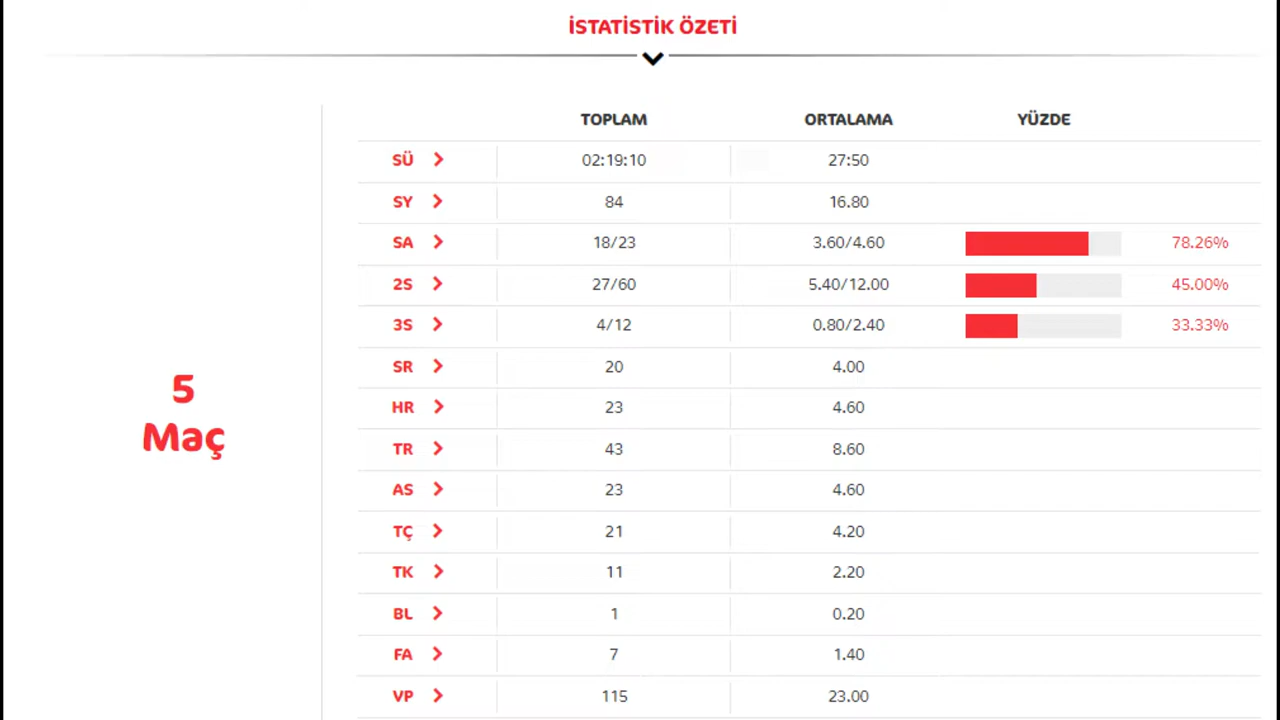 İSTATİSTİK ÖZETİ
TOPLAM ORTALAMA YÜZDE
SÜ 02:19:10 27:50
SY 84 16.80
SA 18/23 3.60/4.60 78.26%
2S 27/60 5.40/12.00 45.00%
3S 4/12 0.80/2.40 33.33%
SR 20 4.00
5
Maç
HR 23 4.60
TR 43 8.60
AS 23 4.60
TÇ 21 4.20
TK 11 2.20
BL 1 0.20
FA 7 1.40
VP 115 23.00